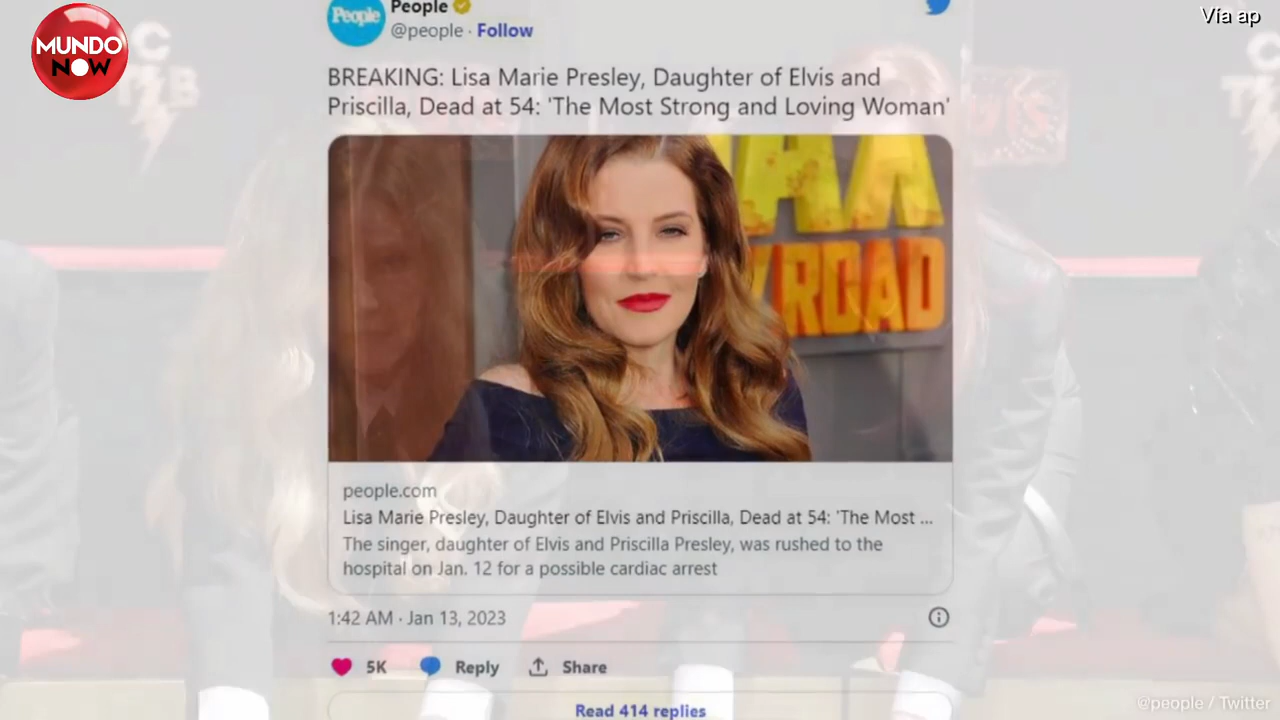 MUNDO
NOW
Vía ap
People
@people · Follow
BREAKING: Lisa Marie Presley, Daughter of Elvis and
Priscilla, Dead at 54: 'The Most Strong and Loving Woman'
AX
ROAD
people.com
Lisa Marie Presley, Daughter of Elvis and Priscilla, Dead at 54: 'The Most ...
The singer, daughter of Elvis and Priscilla Presley, was rushed to the
hospital on Jan. 12 for a possible cardiac arrest
1:42 AM · Jan 13, 2023
5K Reply Share
Read 414 replies
@people / Twitter